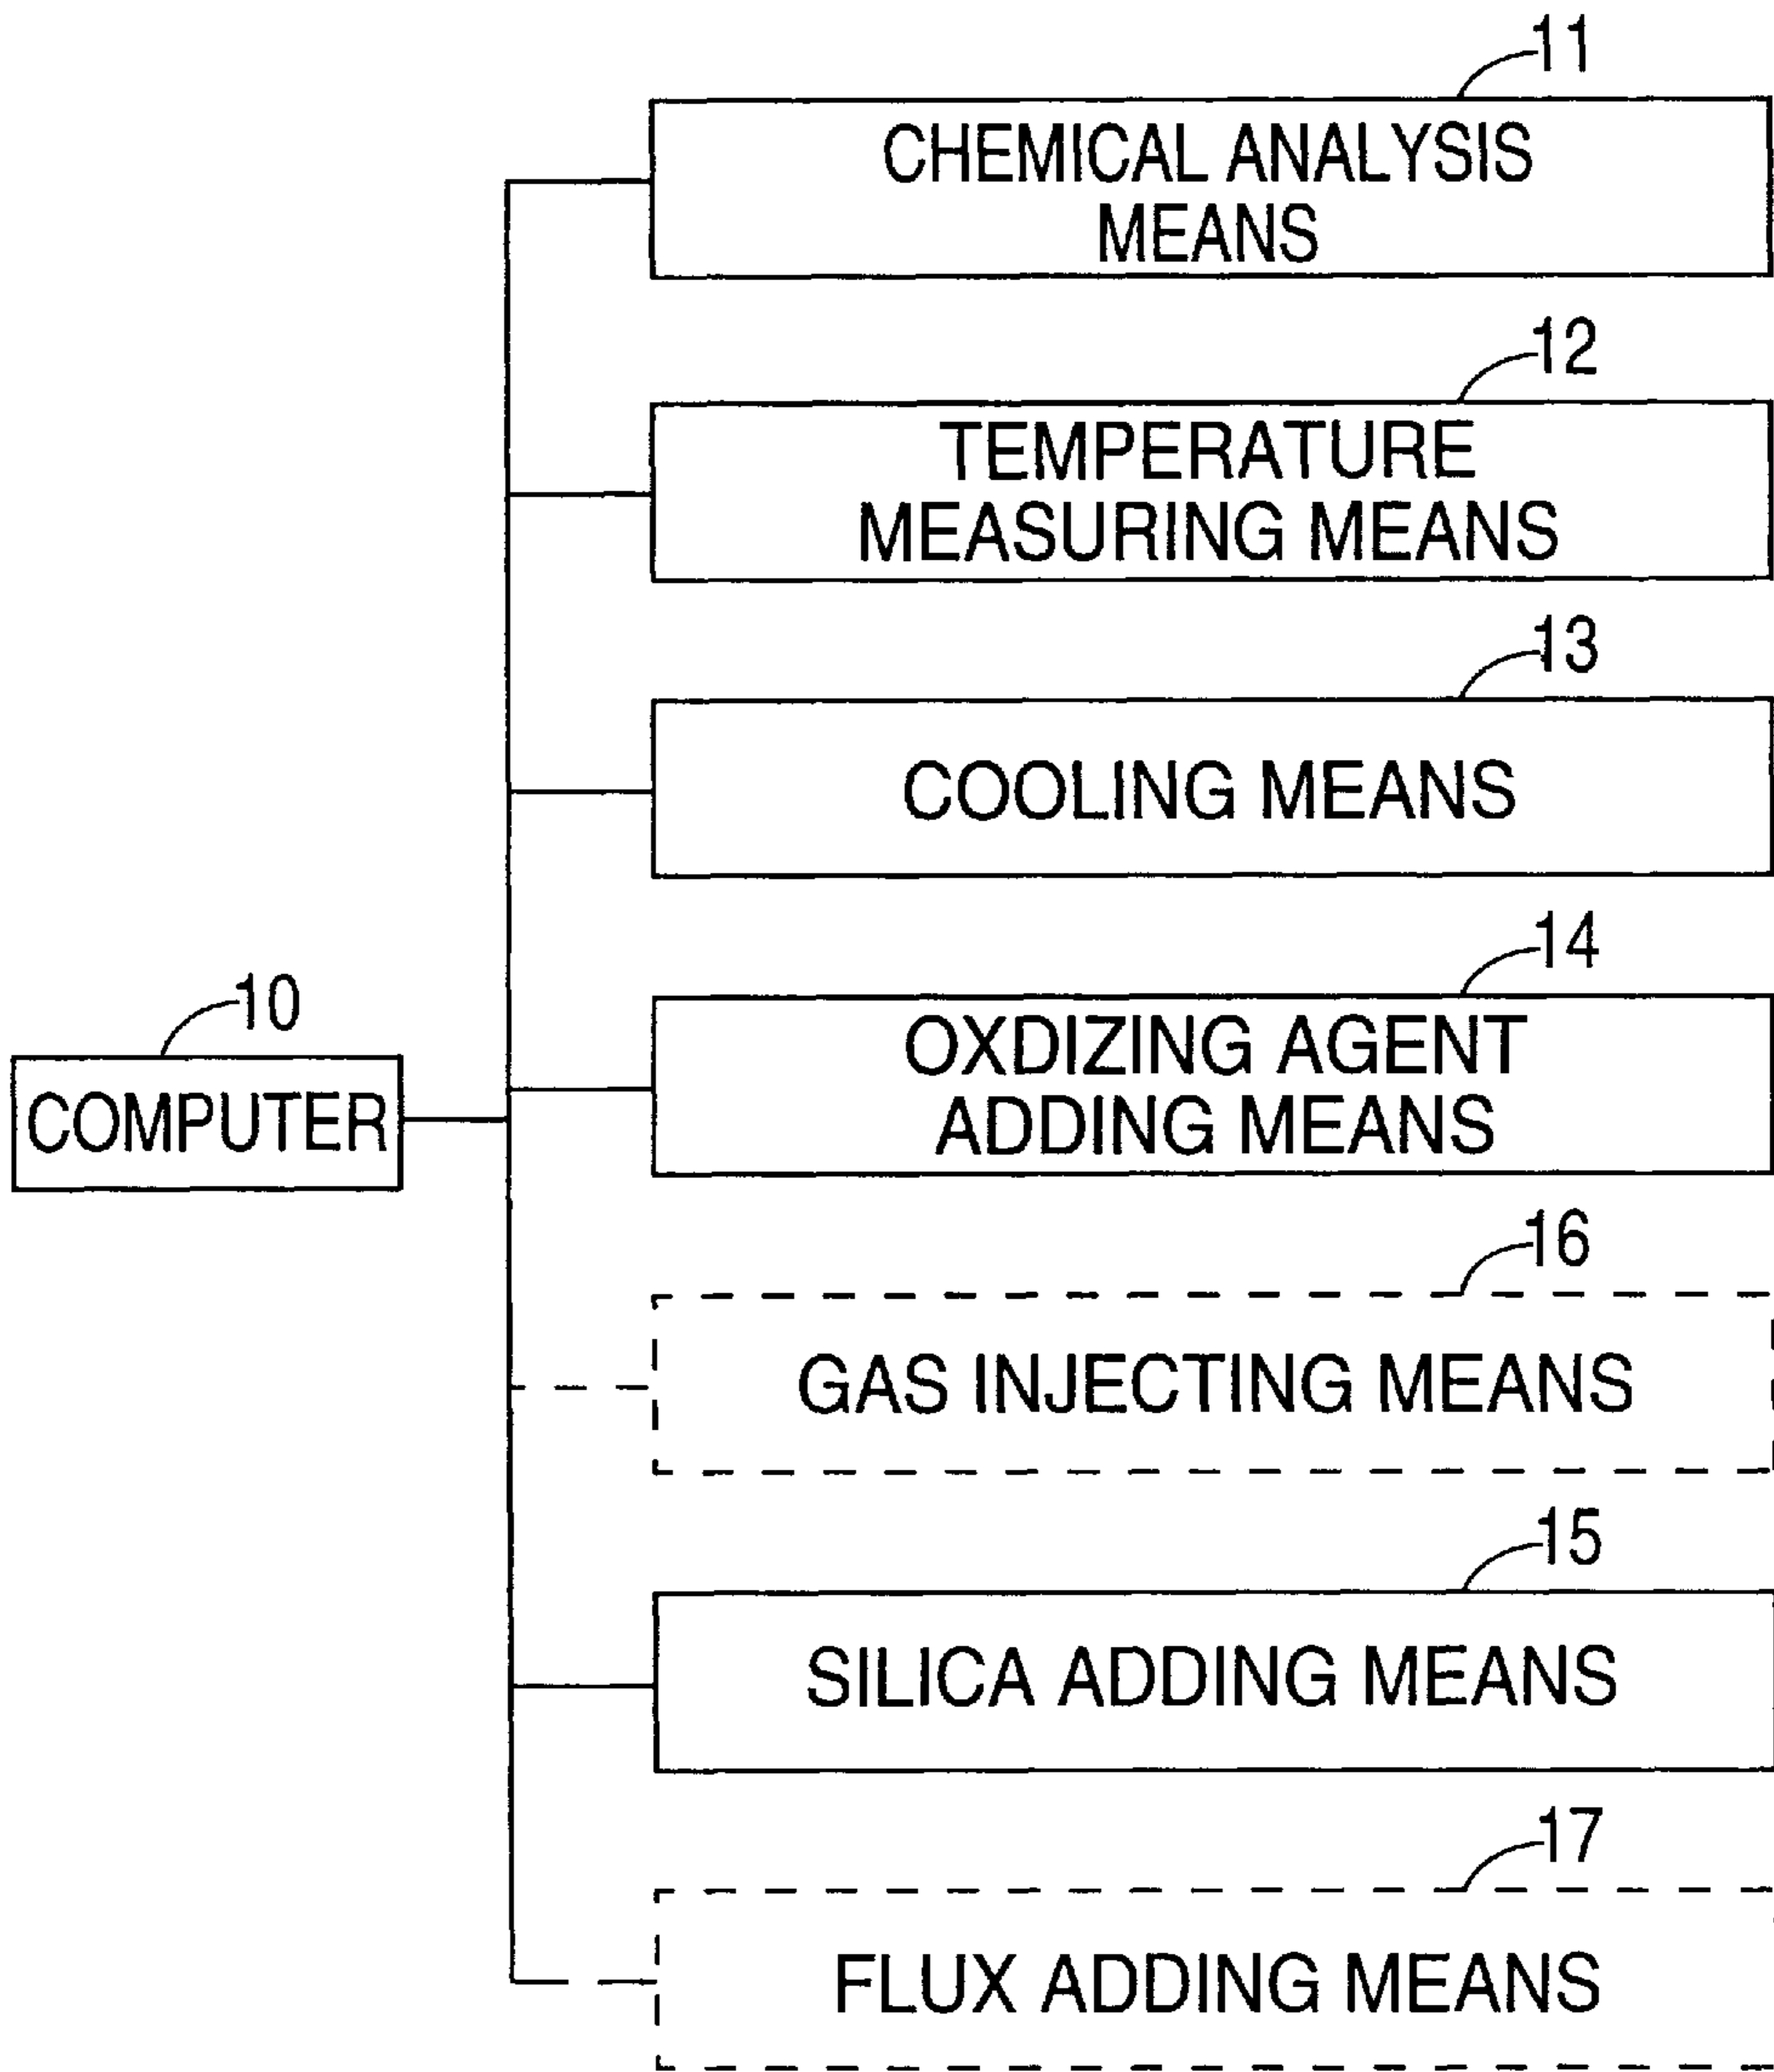 11
CHEMICAL ANALYSIS
MEANS
12
TEMPERATURE
MEASURING MEANS
13
COOLING MEANS
14
OXDIZING AGENT
ADDING MEANS
10
COMPUTER
16
GAS INJECTING MEANS
15
SILICA ADDING MEANS
17
FLUX ADDING MEANS